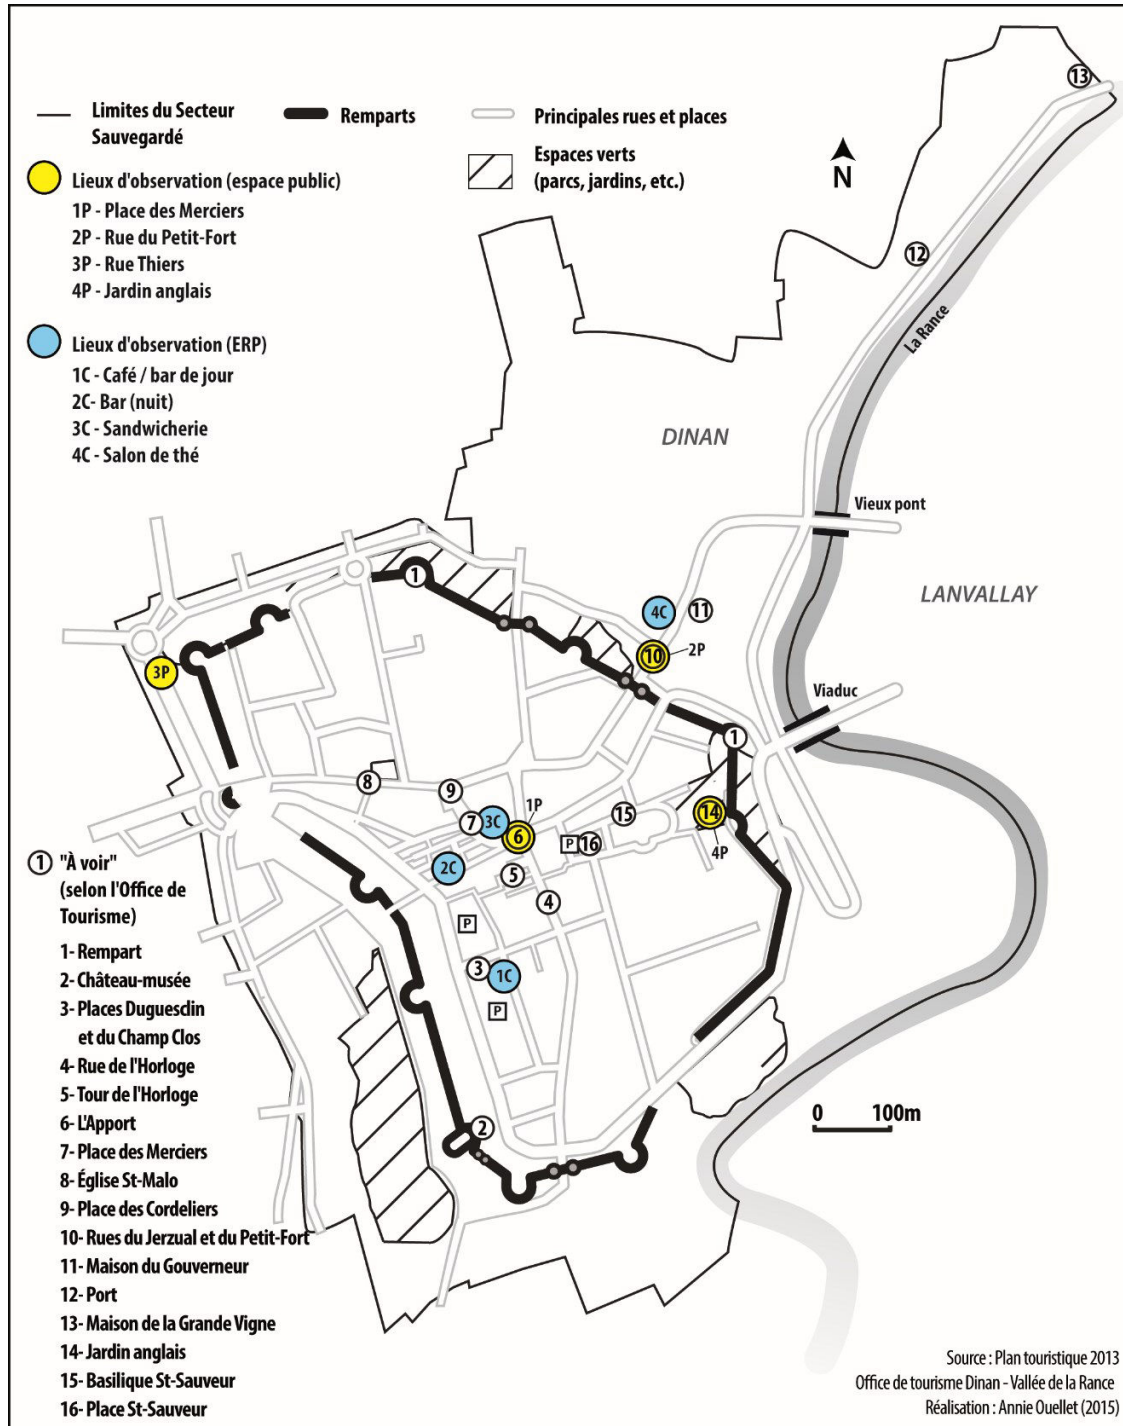 Limites du Secteur
Sauvegardé
Remparts
Principales rues et places
Espaces verts
(parcs, jardins, etc.)
N
Lieux d'observation (espace public)
1P - Place des Merciers
2P - Rue du Petit-Fort
3P - Rue Thiers
4P - Jardin anglais
Lieux d'observation (ERP)
1C - Café / bar de jour
2C- Bar (nuit)
3C - Sandwicherie
4C - Salon de thé
13
12
La Rance
DINAN
Vieux pont
LANVALLAY
1
4C
11
10
2P
3P
Viaduc
1
8
9
7
3C
1P
6
15
14
4P
P
16
2C
5
4
P
3
1C
P
2
0 100m
1 "À voir"
(selon l'Office de
Tourisme)
1- Rempart
2- Château-musée
3- Places Duguesclin
et du Champ Clos
4- Rue de l'Horloge
5- Tour de l'Horloge
6- L'Apport
7- Place des Merciers
8- Église St-Malo
9- Place des Cordeliers
10- Rues du Jerzual et du Petit-Fort
11- Maison du Gouverneur
12- Port
13- Maison de la Grande Vigne
14- Jardin anglais
15- Basilique St-Sauveur
16- Place St-Sauveur
Source : Plan touristique 2013
Office de tourisme Dinan - Vallée de la Rance
Réalisation : Annie Ouellet (2015)